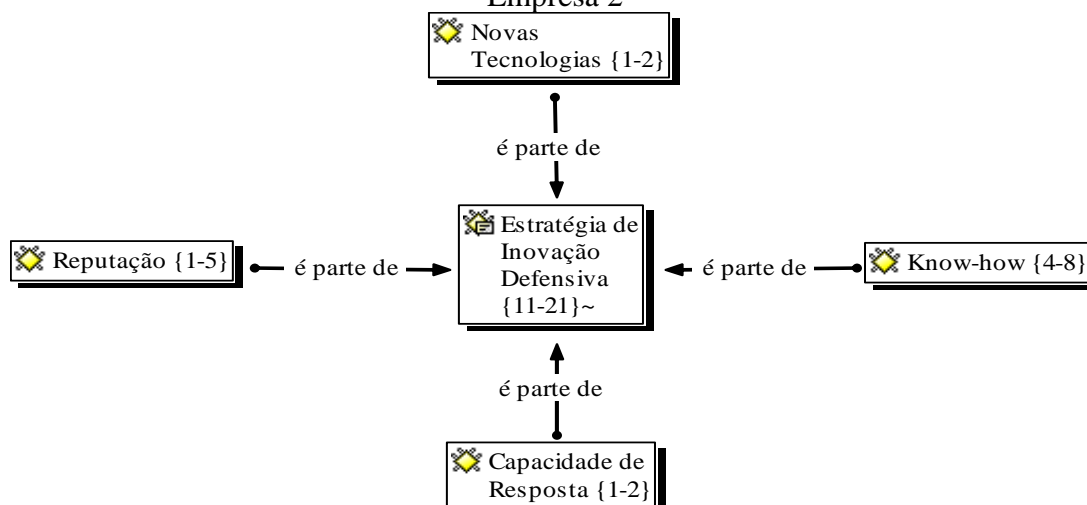 Empresa 2
Novas
Tecnologias {1-2}
é parte de
Estratégia de
Inovação
Defensiva
{11-21}~
Reputação {1-5}
é parte de
é parte de
Know-how {4-8}
é parte de
Capacidade de
Resposta {1-2}